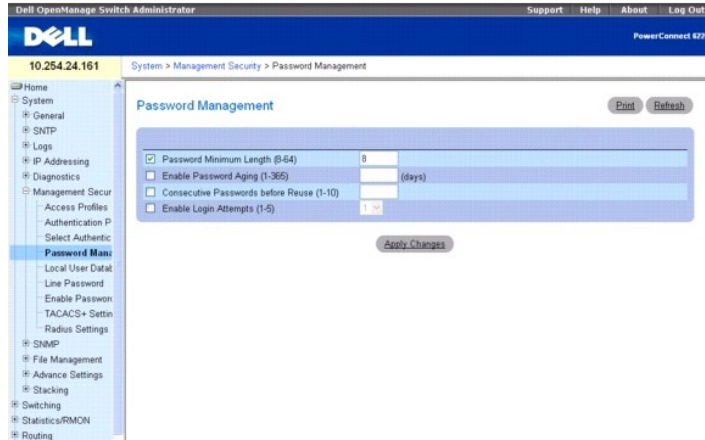 Dell OpenManage Switch Administrator
Support Help About Log Out
DELL
PowerConnect 622
10.254.24.161
System > Management Security > Password Management
Home
System
General
SNTP
Logs
IP Addressing
Diagnostics
Management Secur
Access Profiles
Authentication P
Select Authentic
Password Mana
Local User Datab
Line Password
Enable Passwor
TACACS+ Settin
Radius Settings
SNMP
File Management
Advance Settings
Stacking
Switching
Statistics/RMON
Routing
Password Management
Print Refresh
Password Minimum Length (8-64) 8
Enable Password Aging (1-365) (days)
Consecutive Passwords before Reuse (1-10)
Enable Login Attempts (1-5) 1
Apply Changes